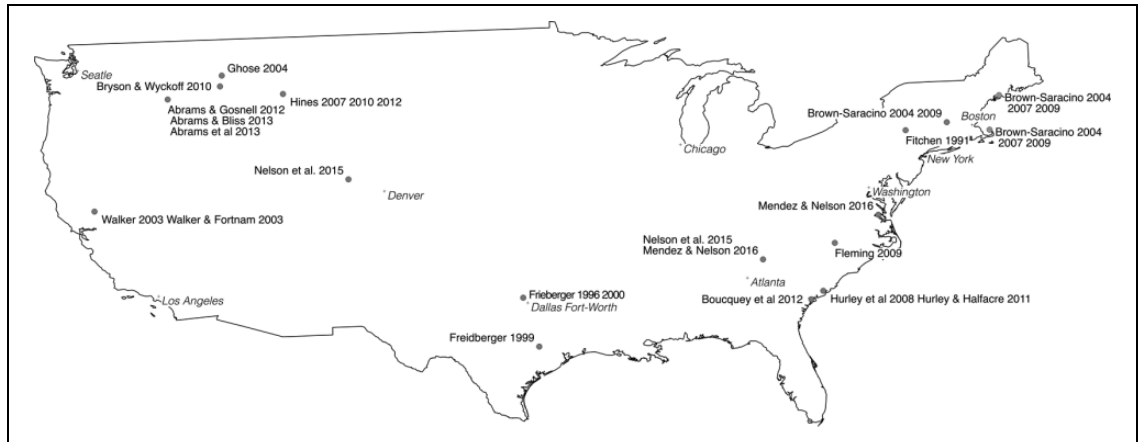 Ghose 2004
Seatle
Bryson & Wyckoff 2010
Hines 2007 2010 2012
Abrams & Gosnell 2012
Abrams & Bliss 2013
Abrams et al 2013
Brown-Saracino 2004
2007 2009
Brown-Saracino 2004 2009
Boston
Brown-Saracino 2004
2007 2009
Fitchen 1991
Chicago
New York
Nelson et al. 2015
Denver
Washington
Mendez & Nelson 2016
Walker 2003 Walker & Fortnam 2003
Nelson et al. 2015
Mendez & Nelson 2016
Fleming 2009
Atlanta
Los Angeles
Frieberger 1996 2000
Dallas Fort-Worth
Boucquey et al 2012
Hurley et al 2008 Hurley & Halfacre 2011
Freidberger 1999